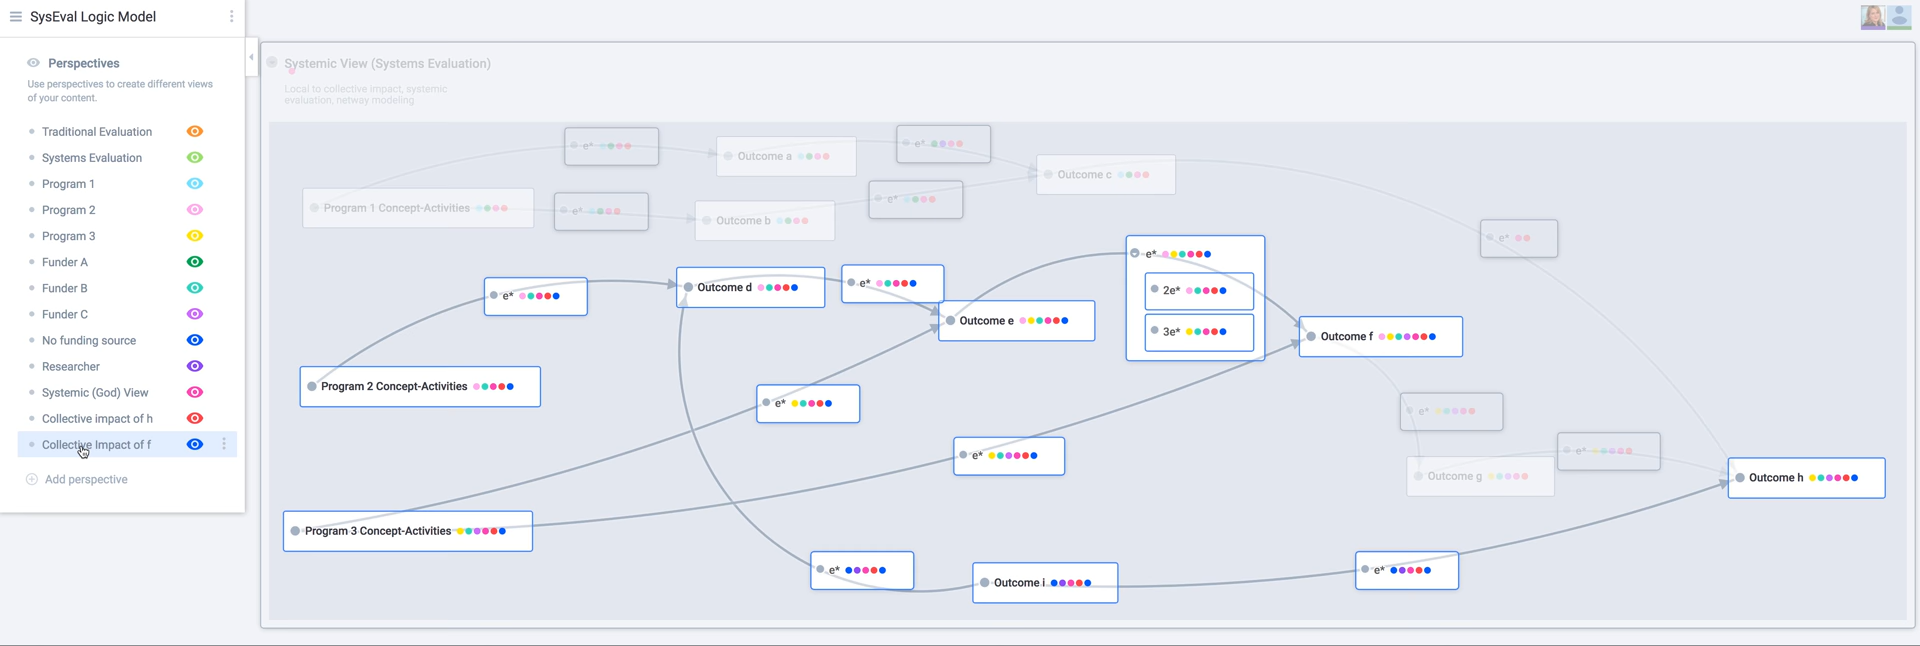 SysEval Logic Model
Perspectives
Use perspectives to create different views
of your content.
Traditional Evaluation
Systems Evaluation
Program 1
Program 2
Program 3
Funder A
Funder B
Funder C
No funding source
Researcher
Systemic (God) View
Collective impact of h
Collective Impact of f
Add perspective
Systemic View (Systems Evaluation)
Local to collective impact, systemic
evaluation, netway modeling
e*
Outcome a
e*
Outcome c
Program 1 Concept-Activities
e*
Outcome b
e*
e*
e*
Outcome d
e*
Outcome e
e*
2e*
3e*
Outcome f
Program 2 Concept-Activities
e*
e*
e*
e*
Outcome g
Outcome h
Program 3 Concept-Activities
e*
Outcome i
e*